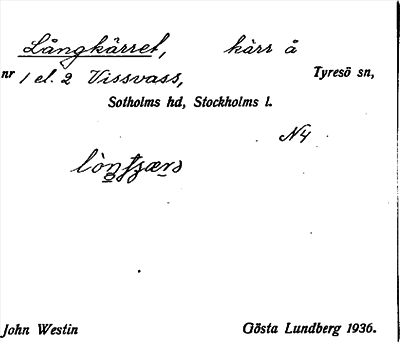 Långkärret, kärr å
nr 1 el. 2 Vissvass, Tyresö sn,
Sotholms hd, Stockholms l.
N4
John Westin Gösta Lundberg 1936.